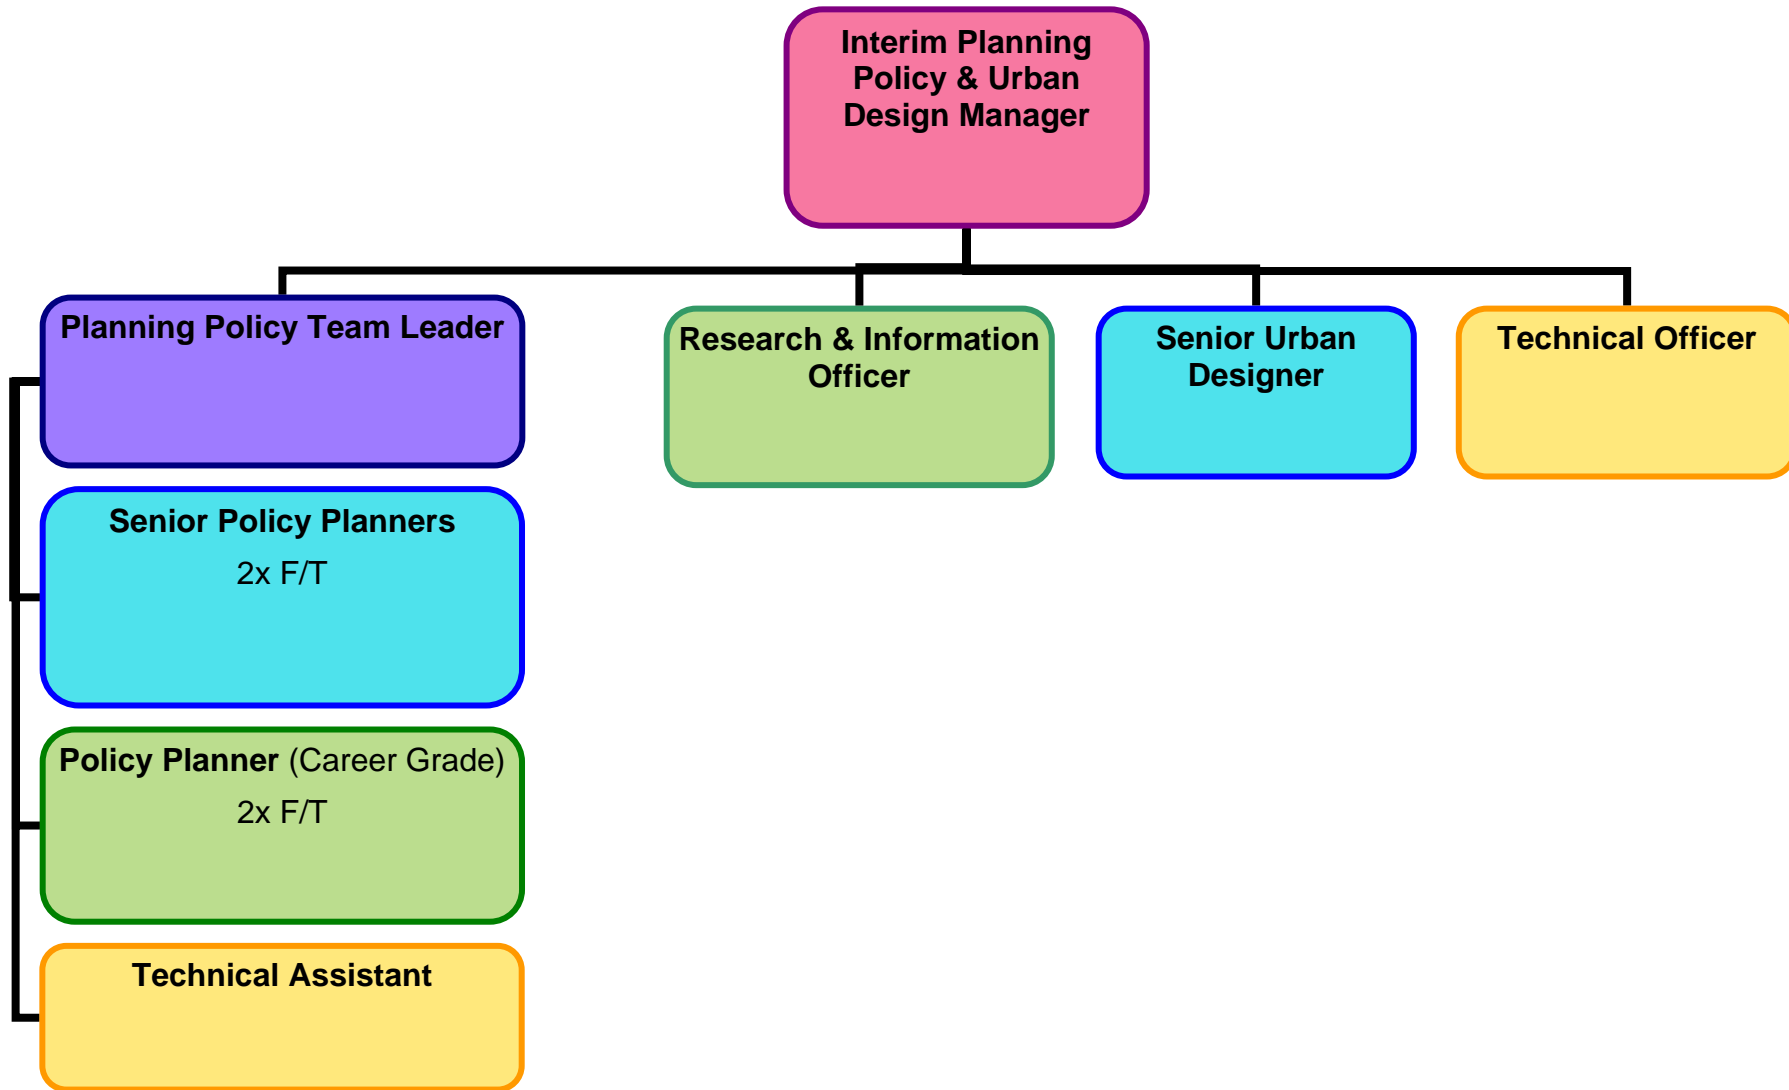 Interim Planning
Policy & Urban
Design Manager
Planning Policy Team Leader
Research & Information
Officer
Senior Urban
Designer
Technical Officer
Senior Policy Planners
2x F/T
Policy Planner (Career Grade)
2x F/T
Technical Assistant